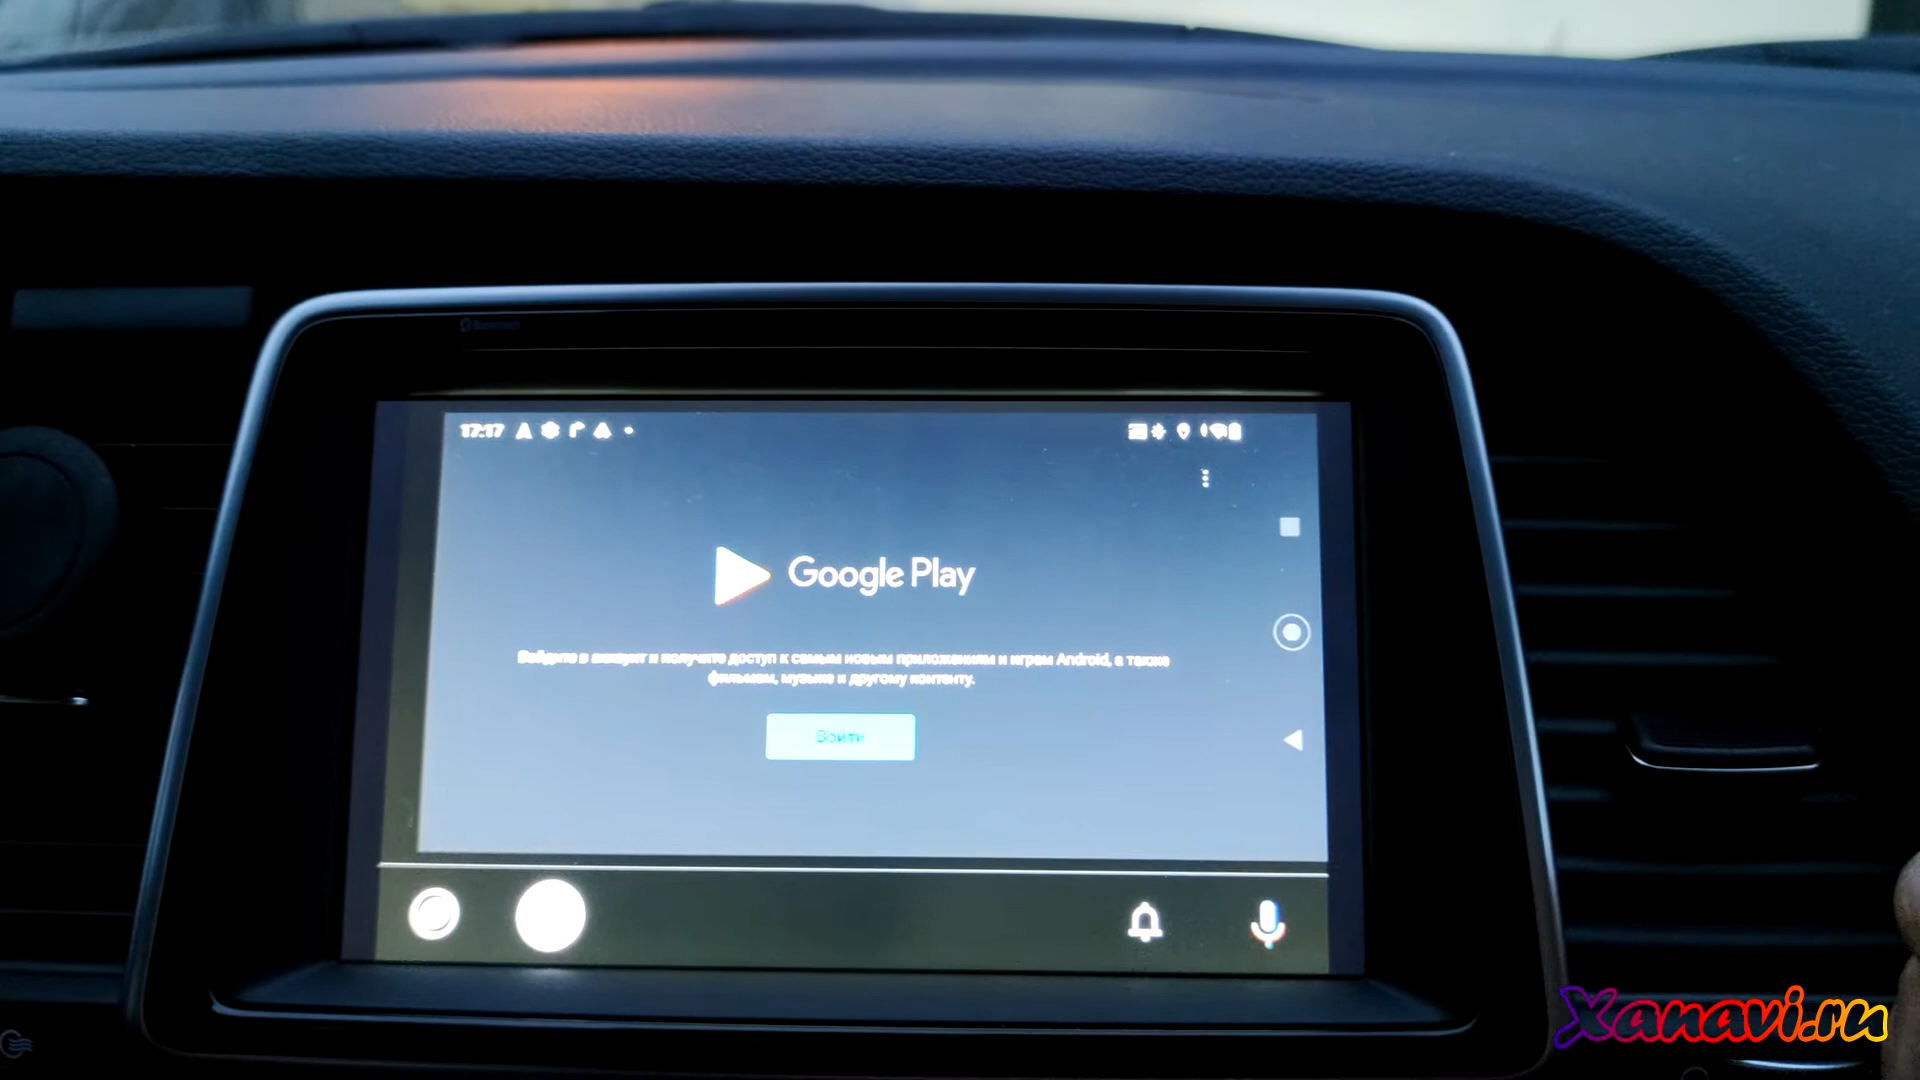 17:17
Google Play
Войдите в аккаунт и получите доступ к самым новым приложениям и играм Android, а также
фильмам, музыке и другому контенту.
Войти
Xanavi.ru